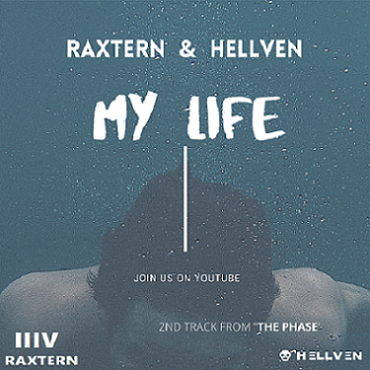 RAXTERN & HELLVEN
MY LIFE
JOIN US ON YOUTUBE
2ND TRACK FROM "THE PHASE"
IIIV
RAXTERN
HELLVEN